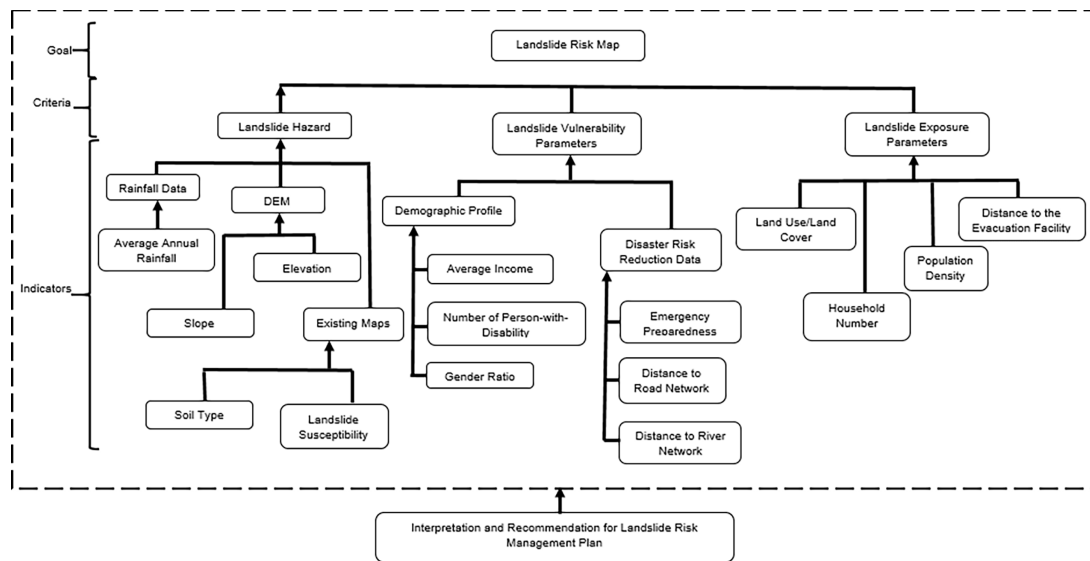 Goal
Landslide Risk Map
Criteria
Landslide Hazard
Landslide Vulnerability
Parameters
Landslide Exposure
Parameters
Indicators
Rainfall Data
Average Annual
Rainfall
DEM
Slope
Elevation
Existing Maps
Soil Type
Landslide
Susceptibility
Demographic Profile
Average Income
Number of Person-with-
Disability
Gender Ratio
Disaster Risk
Reduction Data
Emergency
Preoaredness
Distance to
Road Network
Distance to River
Network
Land Use/Land
Cover
Household
Number
Population
Density
Distance to the
Evacuation Facility
Interpretation and Recommendation for Landslide Risk
Management Plan